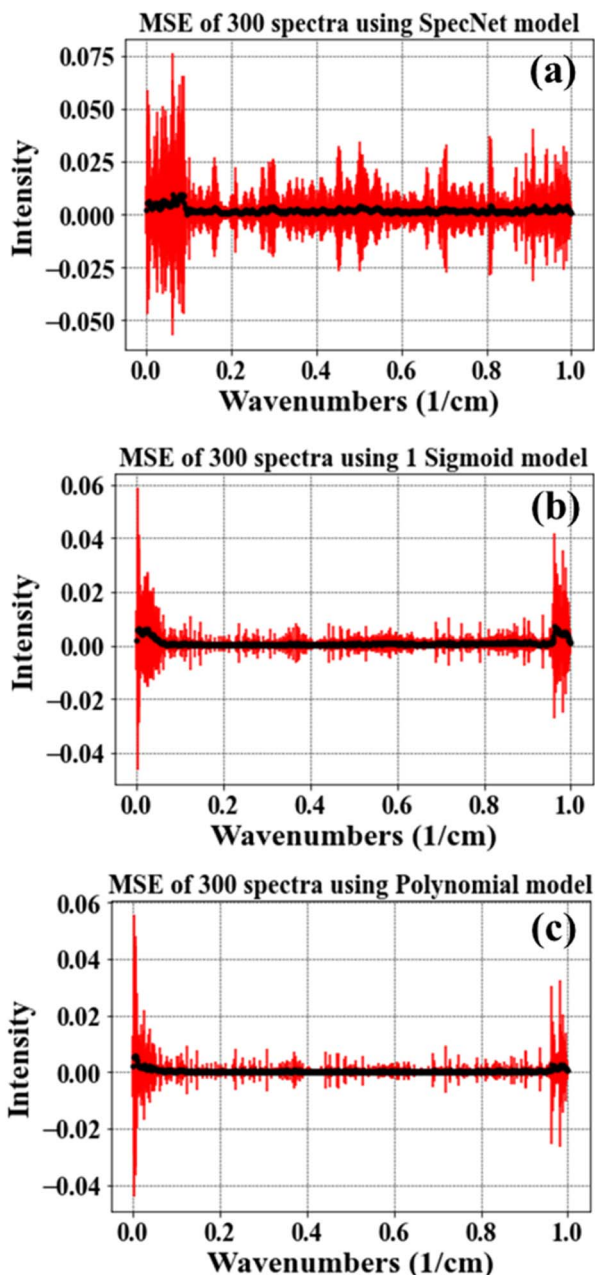 MSE of 300 spectra using SpecNet model
(a)
0.075
0.050
0.025
0.000
−0.025
−0.050
Intensity
0.0 0.2 0.4 0.6 0.8 1.0
Wavenumbers (1/cm)
MSE of 300 spectra using 1 Sigmoid model
(b)
0.06
0.04
0.02
0.00
−0.02
−0.04
Intensity
0.0 0.2 0.4 0.6 0.8 1.0
Wavenumbers (1/cm)
MSE of 300 spectra using Polynomial model
(c)
0.06
0.04
0.02
0.00
−0.02
−0.04
Intensity
0.0 0.2 0.4 0.6 0.8 1.0
Wavenumbers (1/cm)